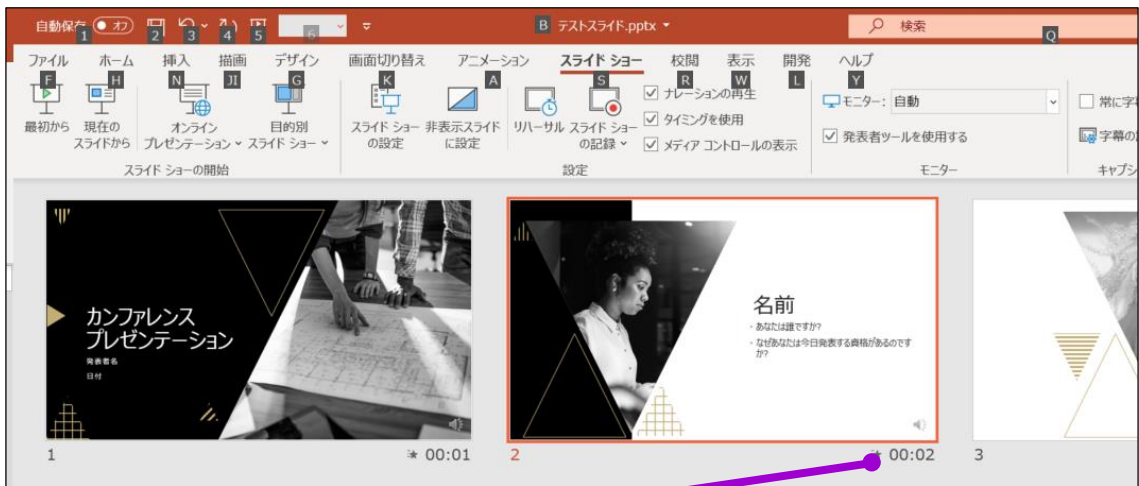 自動保存 オフ
1 2 3 4 5 6
B テストスライド.pptx
検索
Q
ファイル ホーム 挿入 描画 デザイン 画面切り替え アニメーション スライド ショー 校閲 表示 開発 ヘルプ
F H N JI G K A S R W L Y
最初から
現在の
スライドから
オンライン
プレゼンテーション
目的別
スライド ショー
スライド ショー
の設定
非表示スライド
に設定
リハーサル
スライド ショー
の記録
ナレーションの再生
タイミングを使用
メディア コントロールの表示
モニター: 自動
発表者ツールを使用する
常に字
字幕の
スライド ショーの開始
設定
モニター
キャプシ
カンファレンス
プレゼンテーション
発表者名
日付
名前
・あなたは誰ですか?
・なぜあなたは今日発表する資格があるのです
か?
1 00:01
2 00:02
3